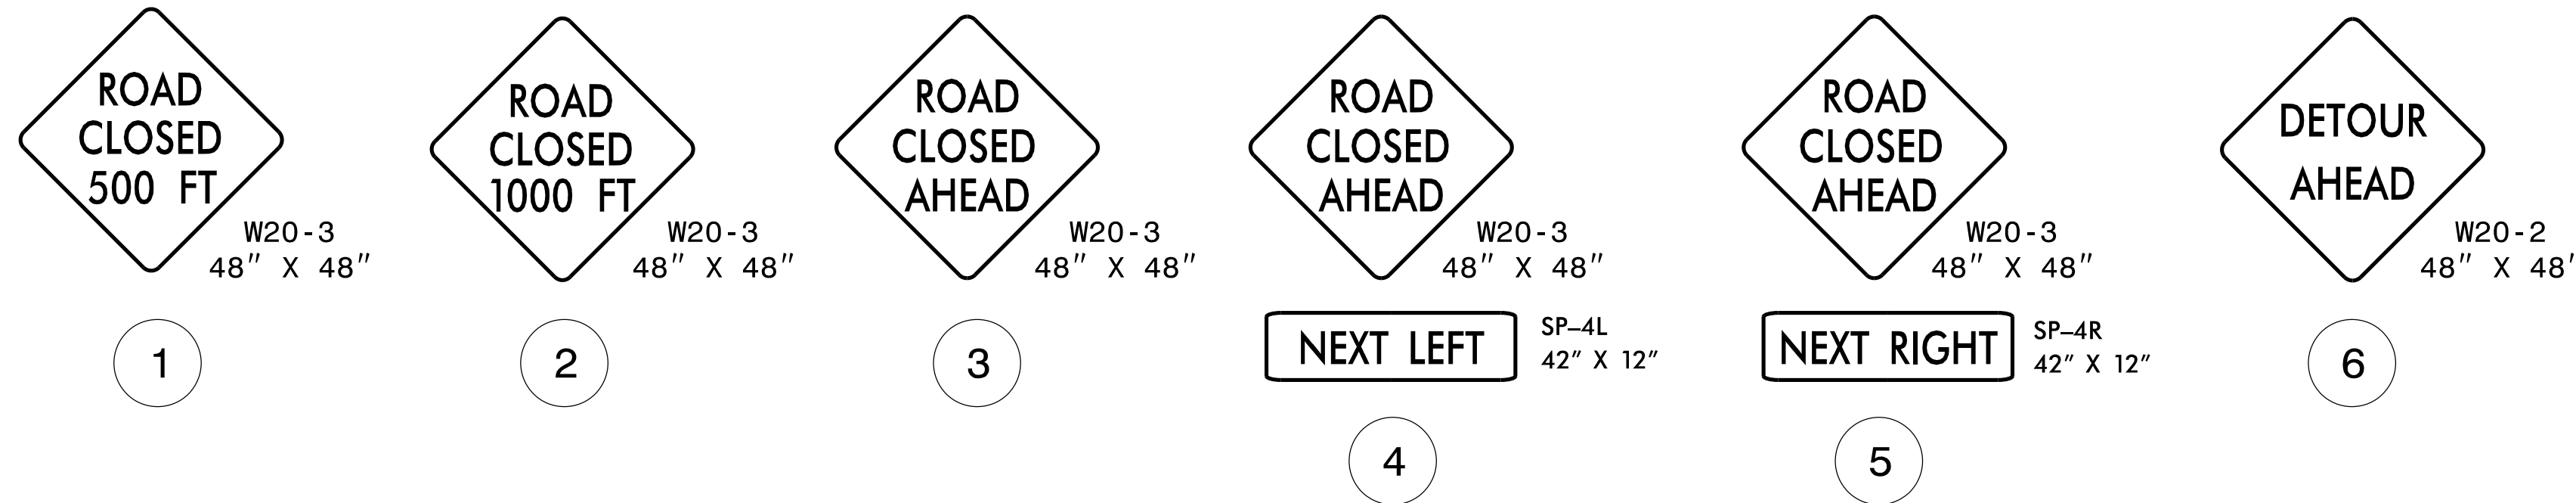 ROAD
CLOSED
500 FT
W20-3
48" X 48"
1
ROAD
CLOSED
1000 FT
W20-3
48" X 48"
2
ROAD
CLOSED
AHEAD
W20-3
48" X 48"
3
ROAD
CLOSED
AHEAD
W20-3
48" X 48"
NEXT LEFT
SP–4L
42" X 12"
4
ROAD
CLOSED
AHEAD
W20-3
48" X 48"
NEXT RIGHT
SP–4R
42" X 12"
5
DETOUR
AHEAD
W20-2
48" X 48"
6